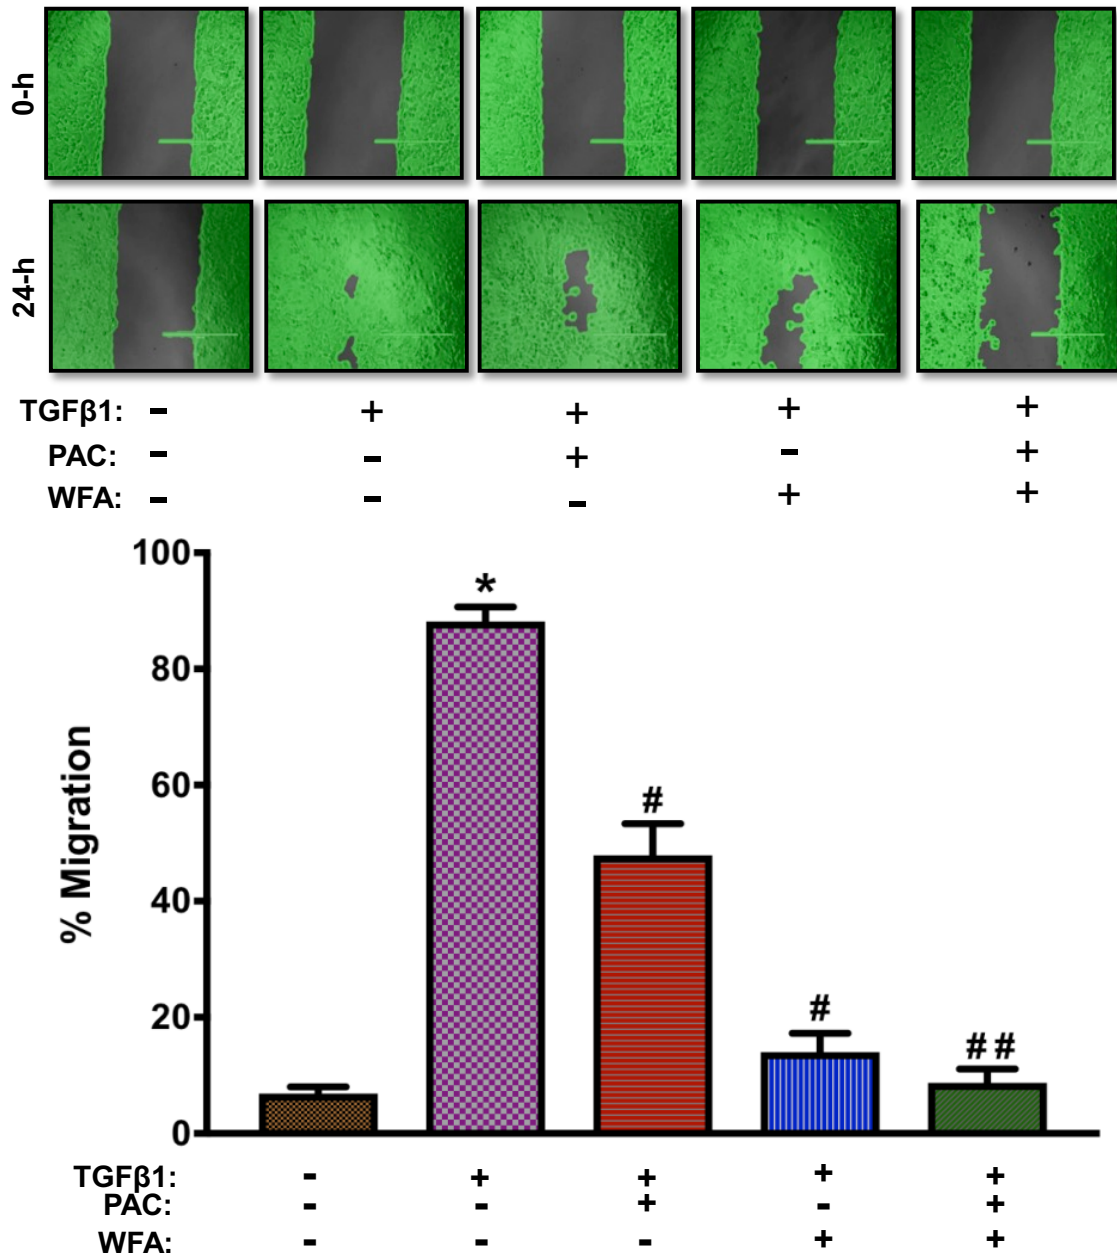 0-h
24-h
TGFβ1: - + + + +
PAC: - - + - +
WFA: - - - + +
% Migration
100
80
60
40
20
0
*
#
#
##
TGFβ1: - + + + +
PAC: - - + - +
WFA: - - - + +